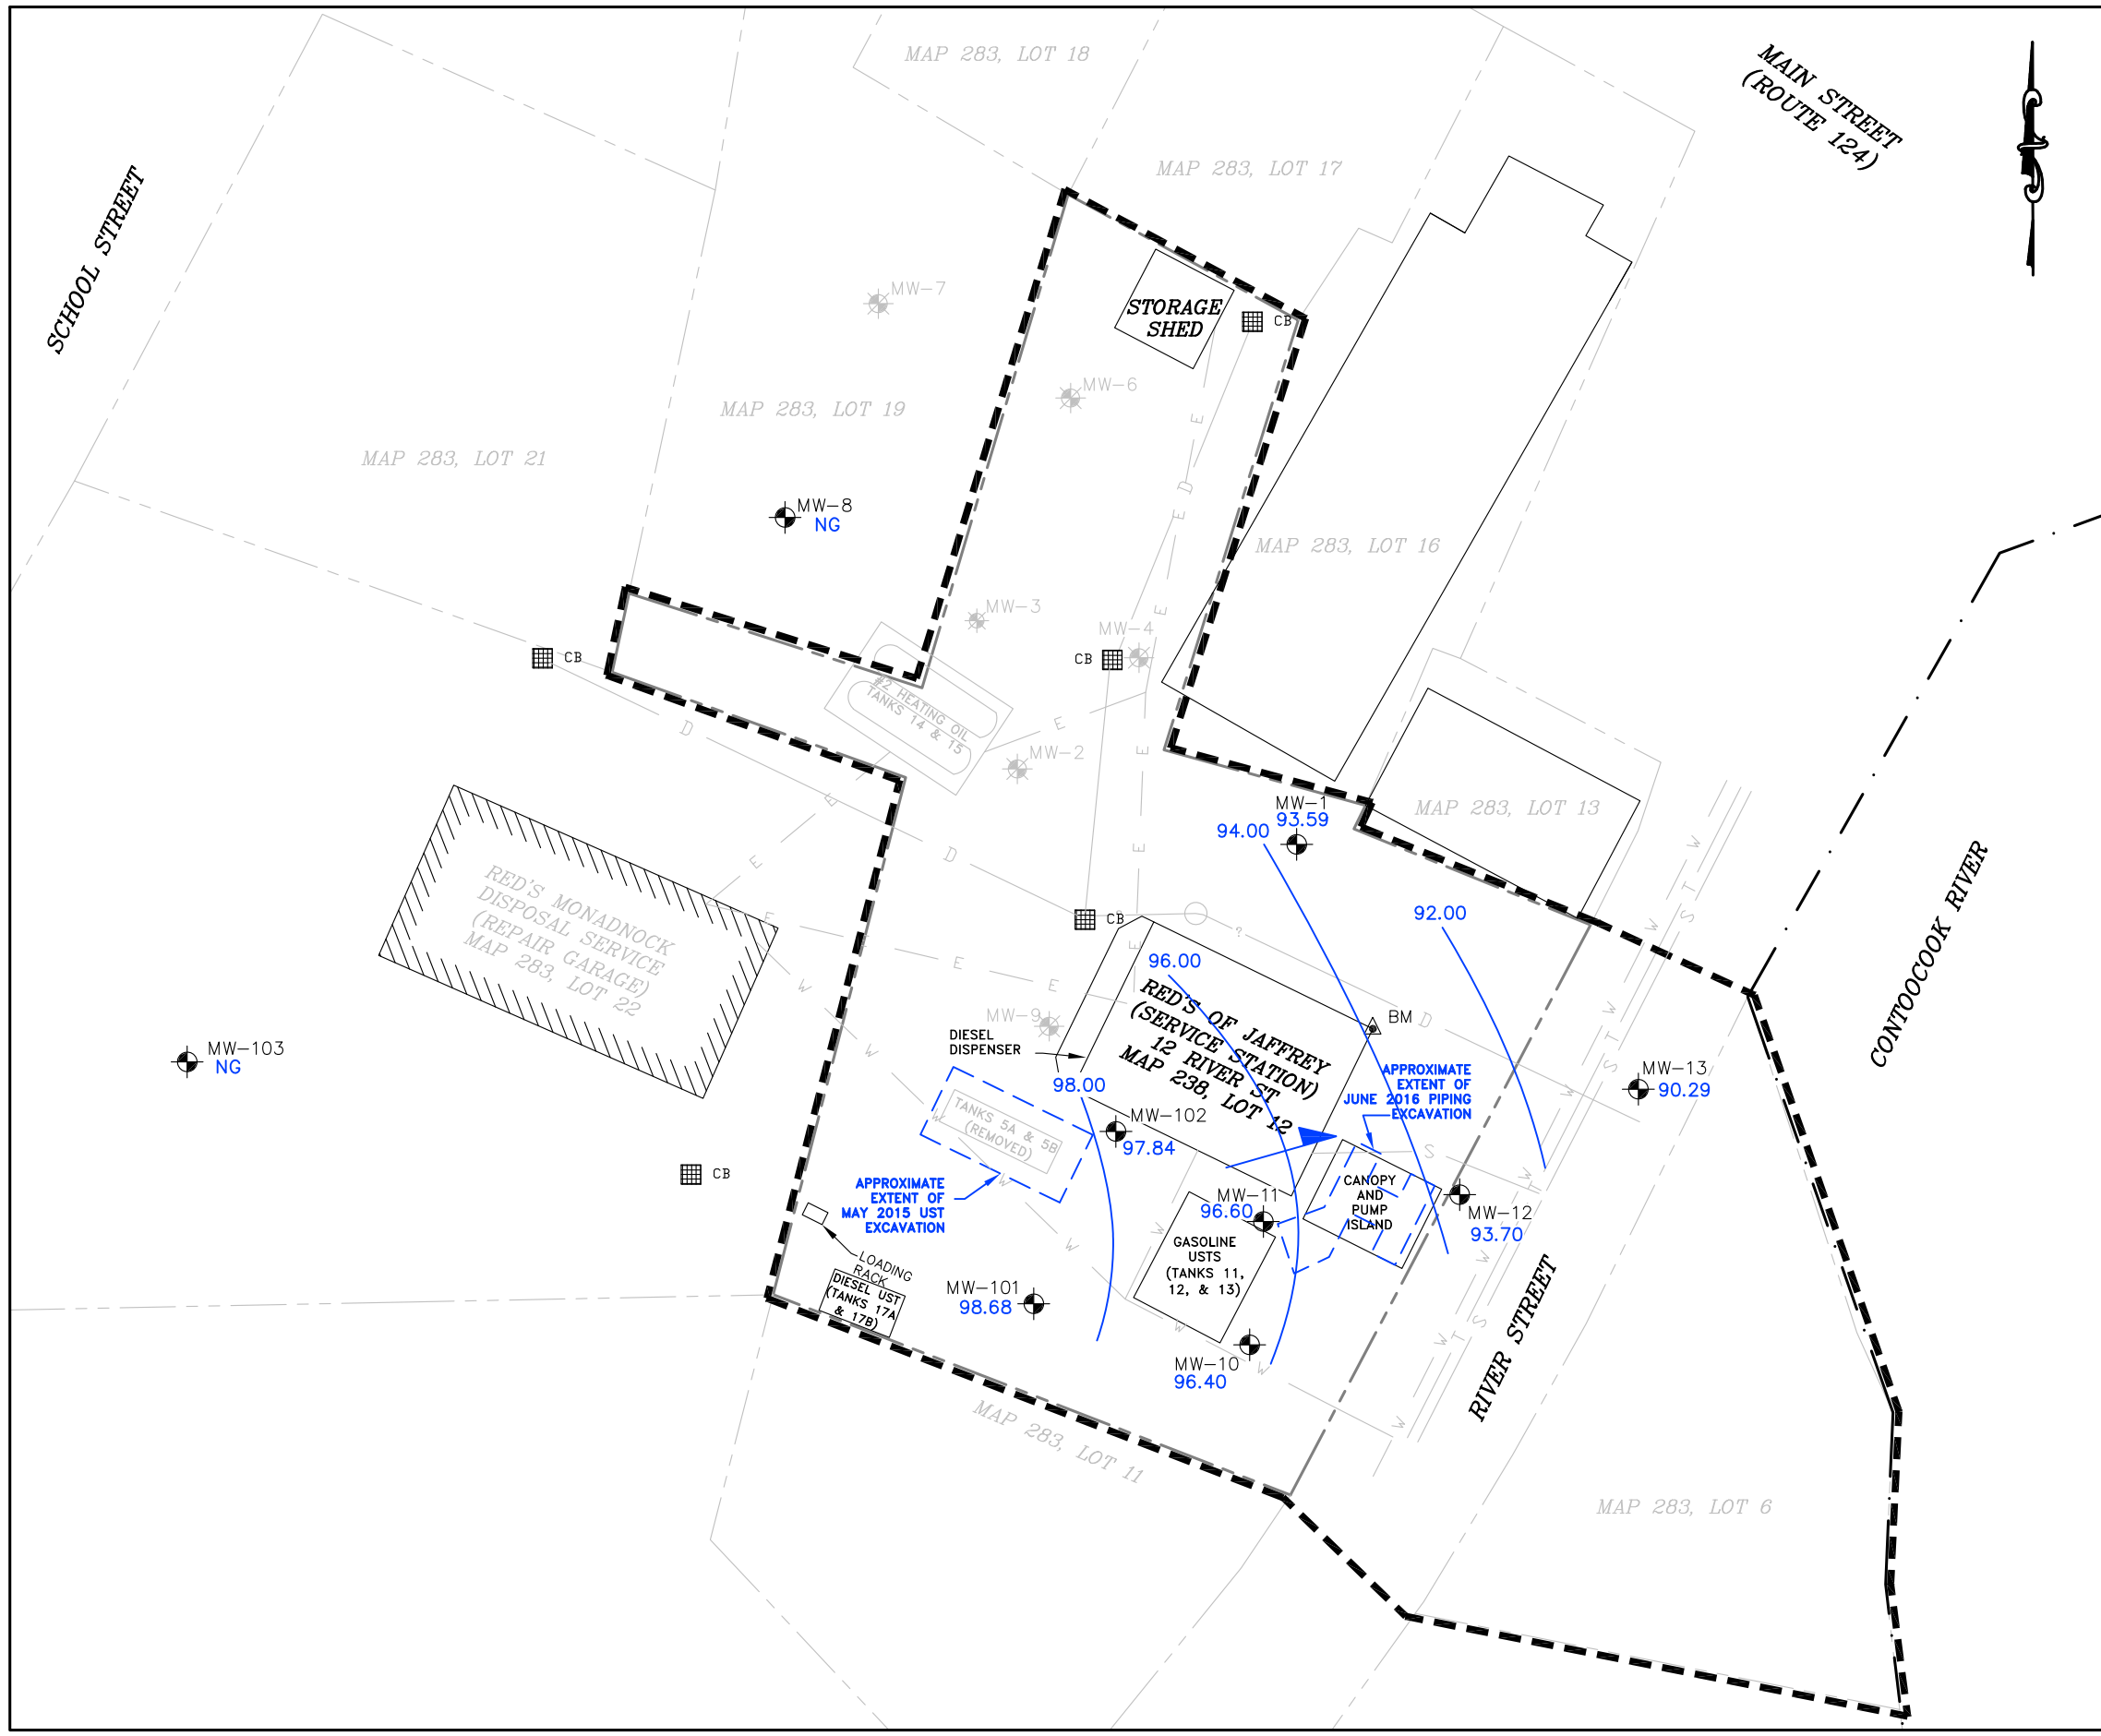 MAP 283, LOT 18
MAIN STREET
(ROUTE 124)
MAP 283, LOT 17
SCHOOL STREET
MW-7
STORAGE
SHED
CB
MW-6
MAP 283, LOT 19
MAP 283, LOT 21
E
E
D
E
MW-8
NG
MAP 283, LOT 16
MW-3
E
MW-4
CB
CB
#2 HEATING OIL
TANKS 14 & 15
D
E
E
MW-2
E
MW-1
93.59
94.00
MAP 283, LOT 13
W
W
E
E
D
T
S
RED'S MONADNOCK
DISPOSAL SERVICE
(REPAIR GARAGE)
MAP 283, LOT 22
E
CB
?
92.00
W
W
E
E
E
96.00
CONTOOCOOK RIVER
W
RED'S OF JAFFREY
(SERVICE STATION)
12 RIVER ST
MAP 238, LOT 12
MW-9
BM
D
W
W
T
S
DIESEL
DISPENSER
W
MW-103
NG
98.00
APPROXIMATE
EXTENT OF
JUNE 2016 PIPING
EXCAVATION
MW-13
90.29
W
W
TANKS 5A & 5B
(REMOVED)
W
MW-102
97.84
S
CB
W
APPROXIMATE
EXTENT OF
MAY 2015 UST
EXCAVATION
CANOPY
AND
PUMP
ISLAND
W
T
MW-11
96.60
MW-12
93.70
W
W
GASOLINE
USTS
(TANKS 11,
12, & 13)
LOADING
RACK
DIESEL UST
(TANKS 17A
& 17B)
MW-101
98.68
W
W
S
T
W
W
MW-10
96.40
W
RIVER STREET
MAP 283, LOT 11
W
W
MAP 283, LOT 6